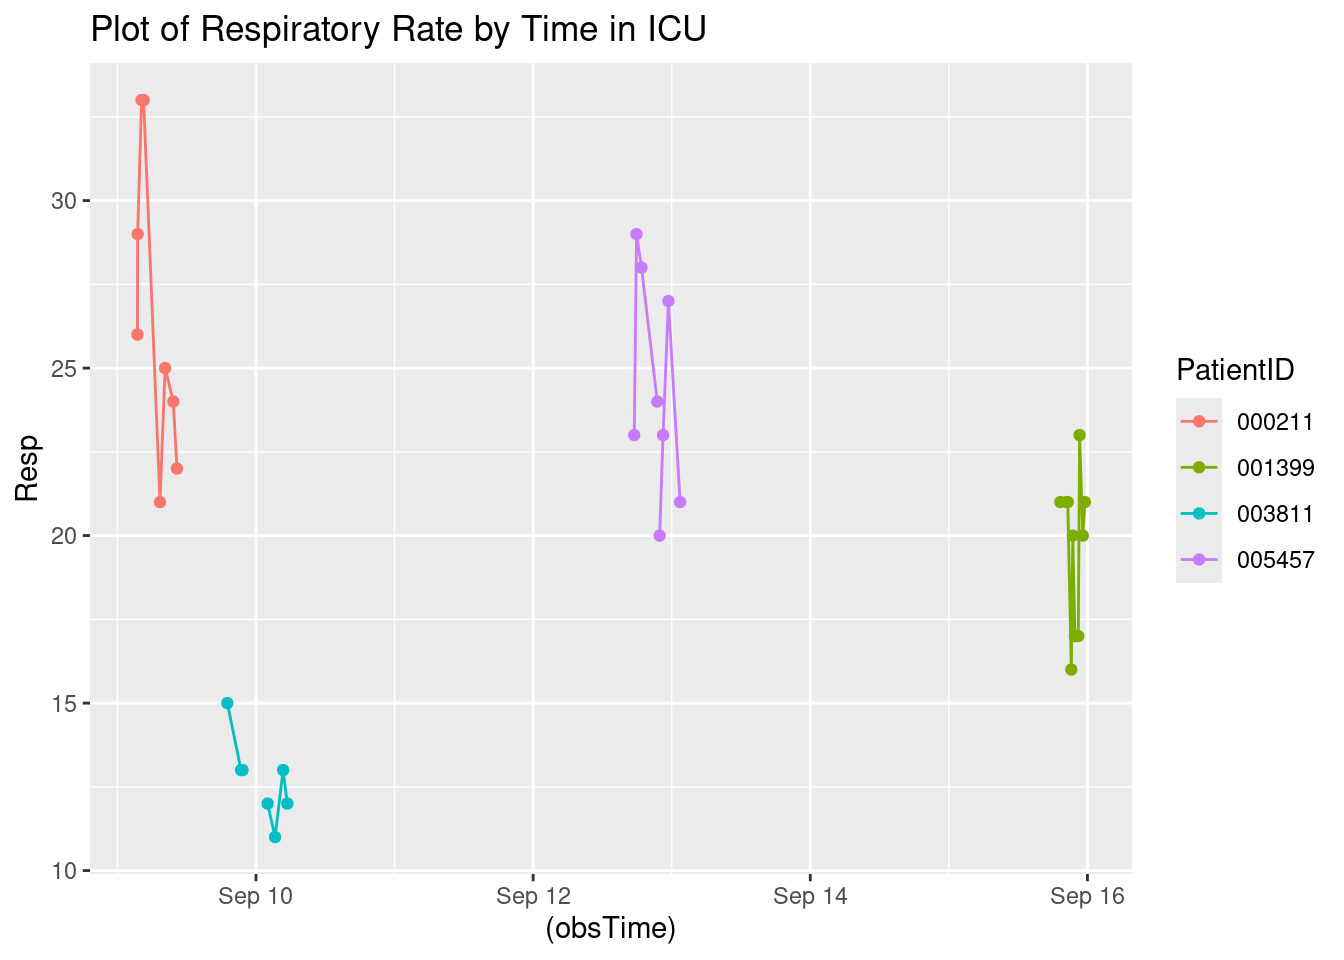 Plot of Respiratory Rate by Time in ICU
Resp
30
25
20
15
10
Sep 10
Sep 12
Sep 14
Sep 16
(obsTime)
PatientID
000211
001399
003811
005457